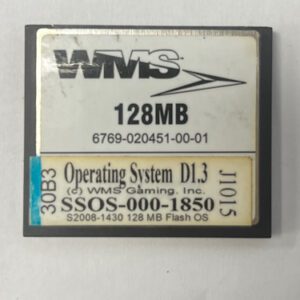 WMS
128MB
6769-020451-00-01
30B3
Operating System D1.3
(c) WMS Gaming, Inc.
SSOS-000-1850
S2008-1430 128 MB Flash OS
J1015